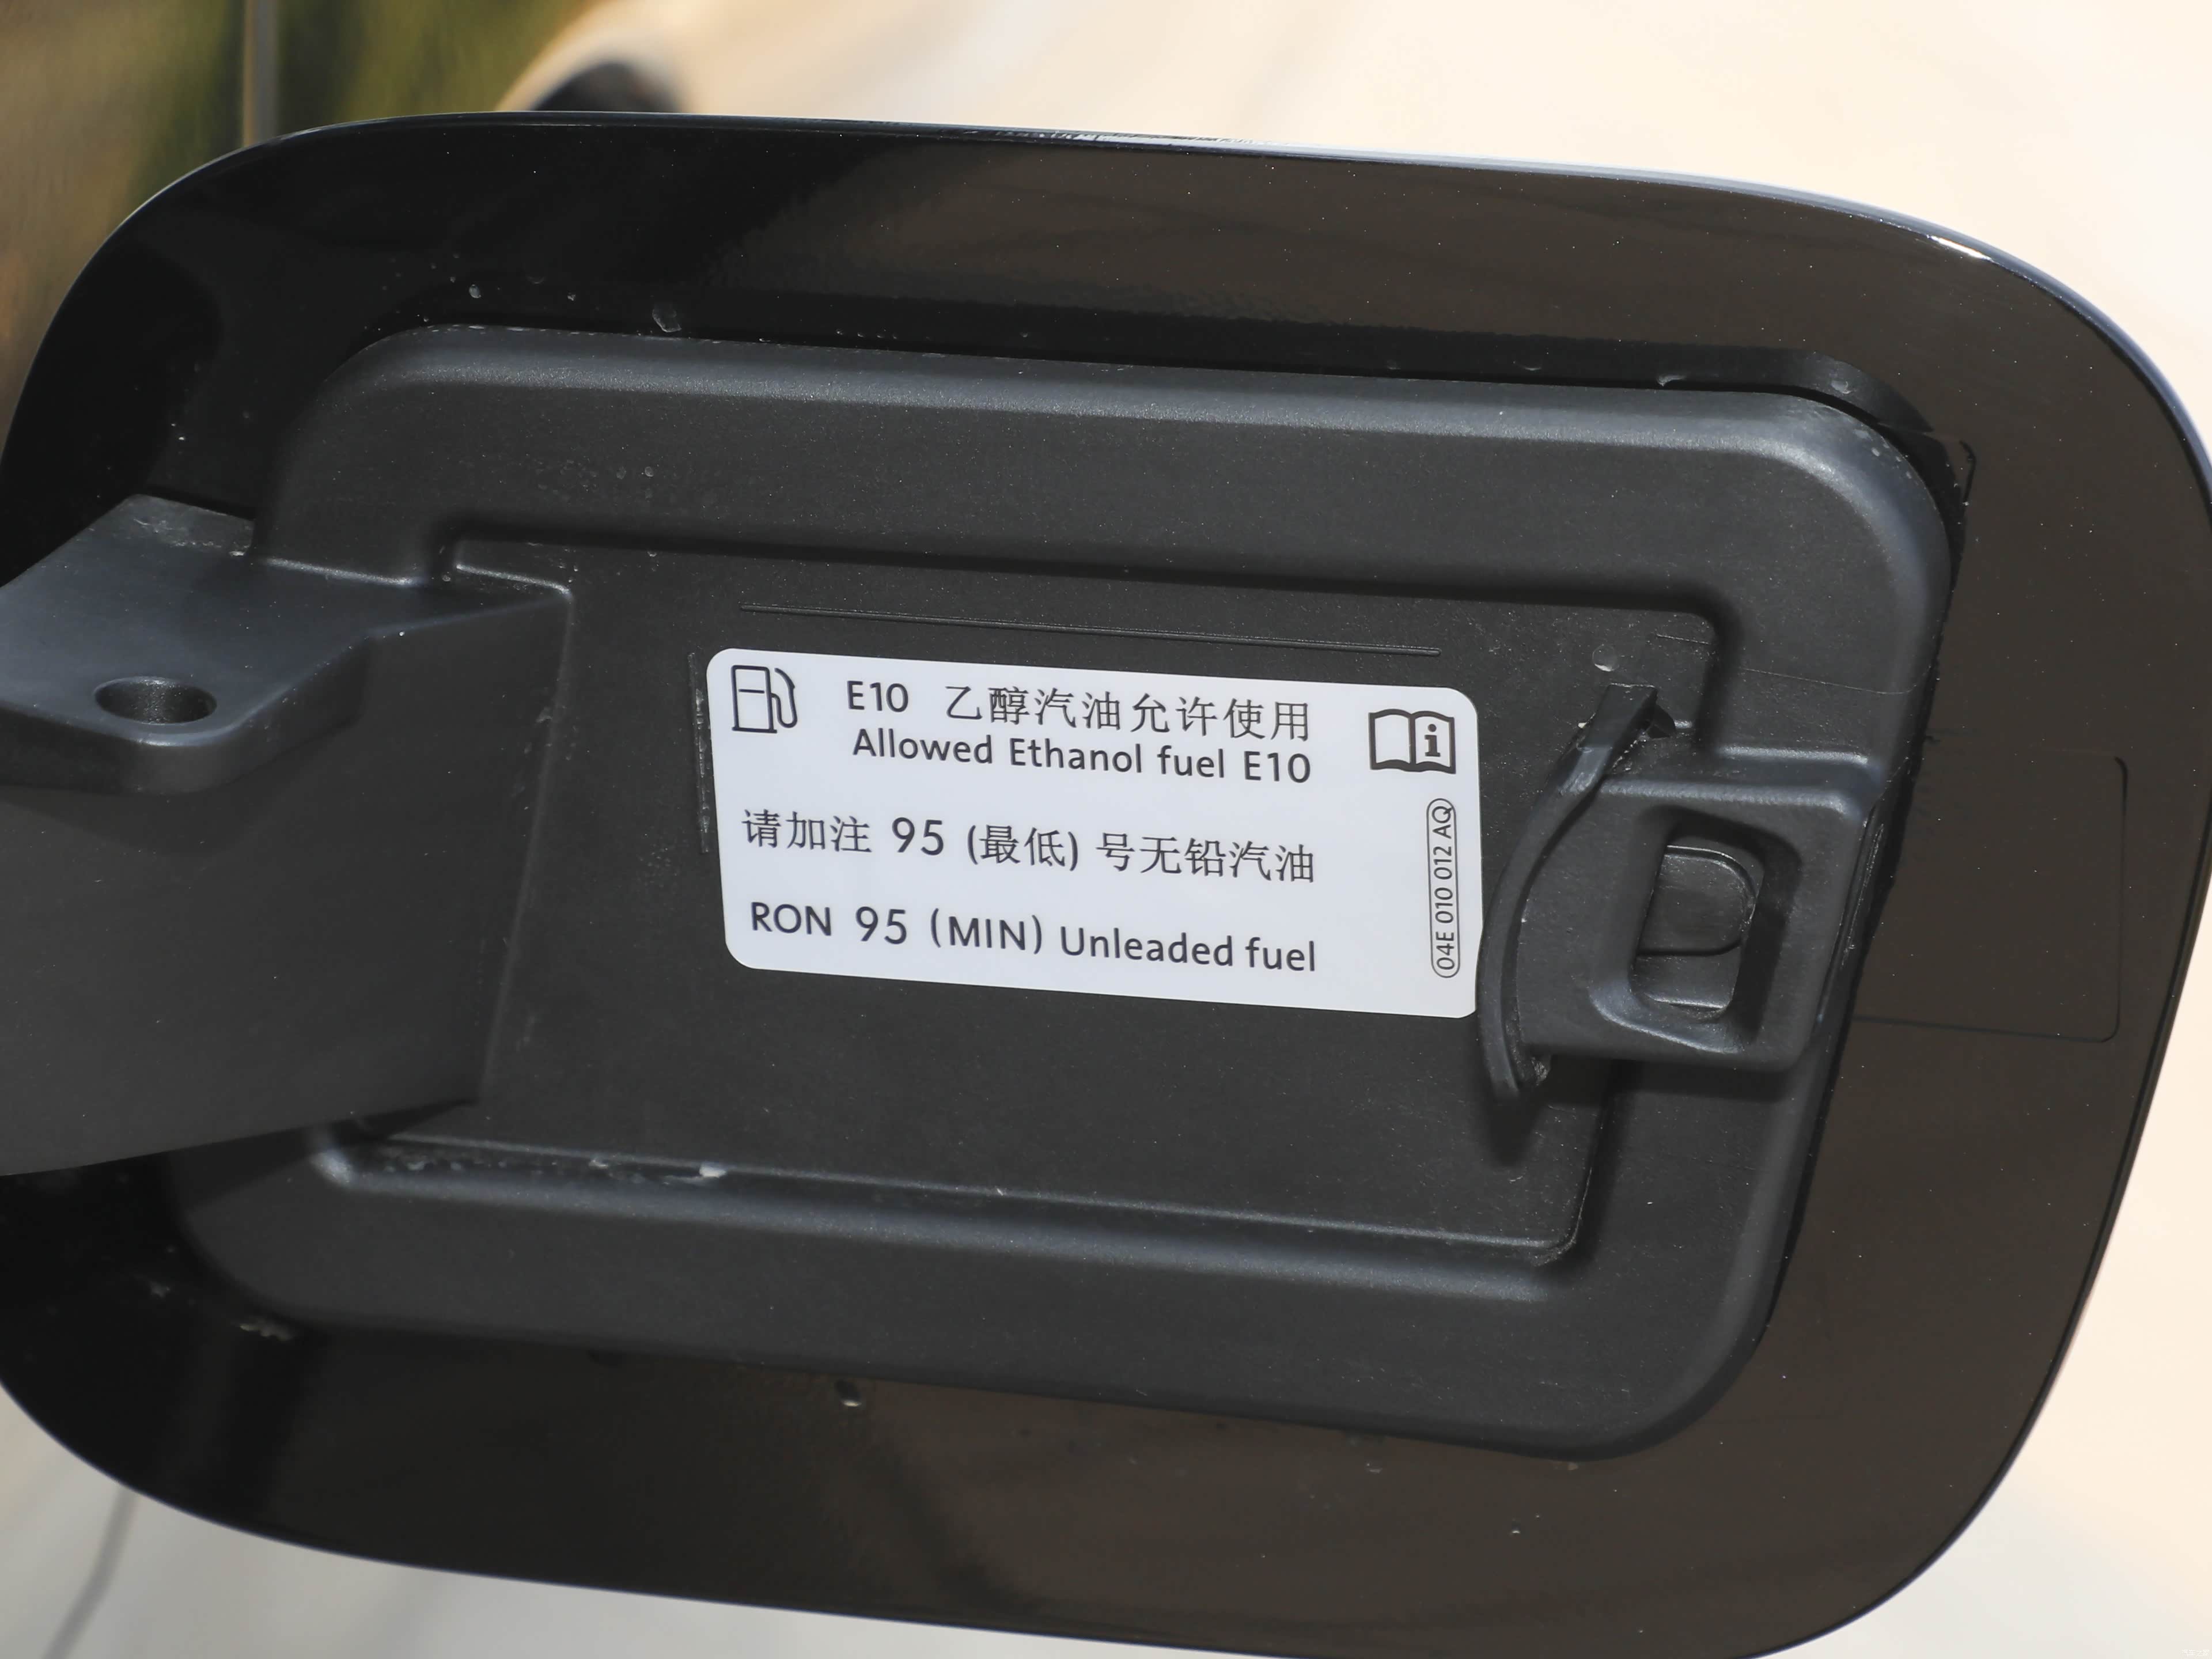 E10 乙醇汽油允许使用
Allowed Ethanol fuel E10
请加注 95 (最低) 号无铅汽油
RON 95 (MIN) Unleaded fuel
04E 010 012 AQ